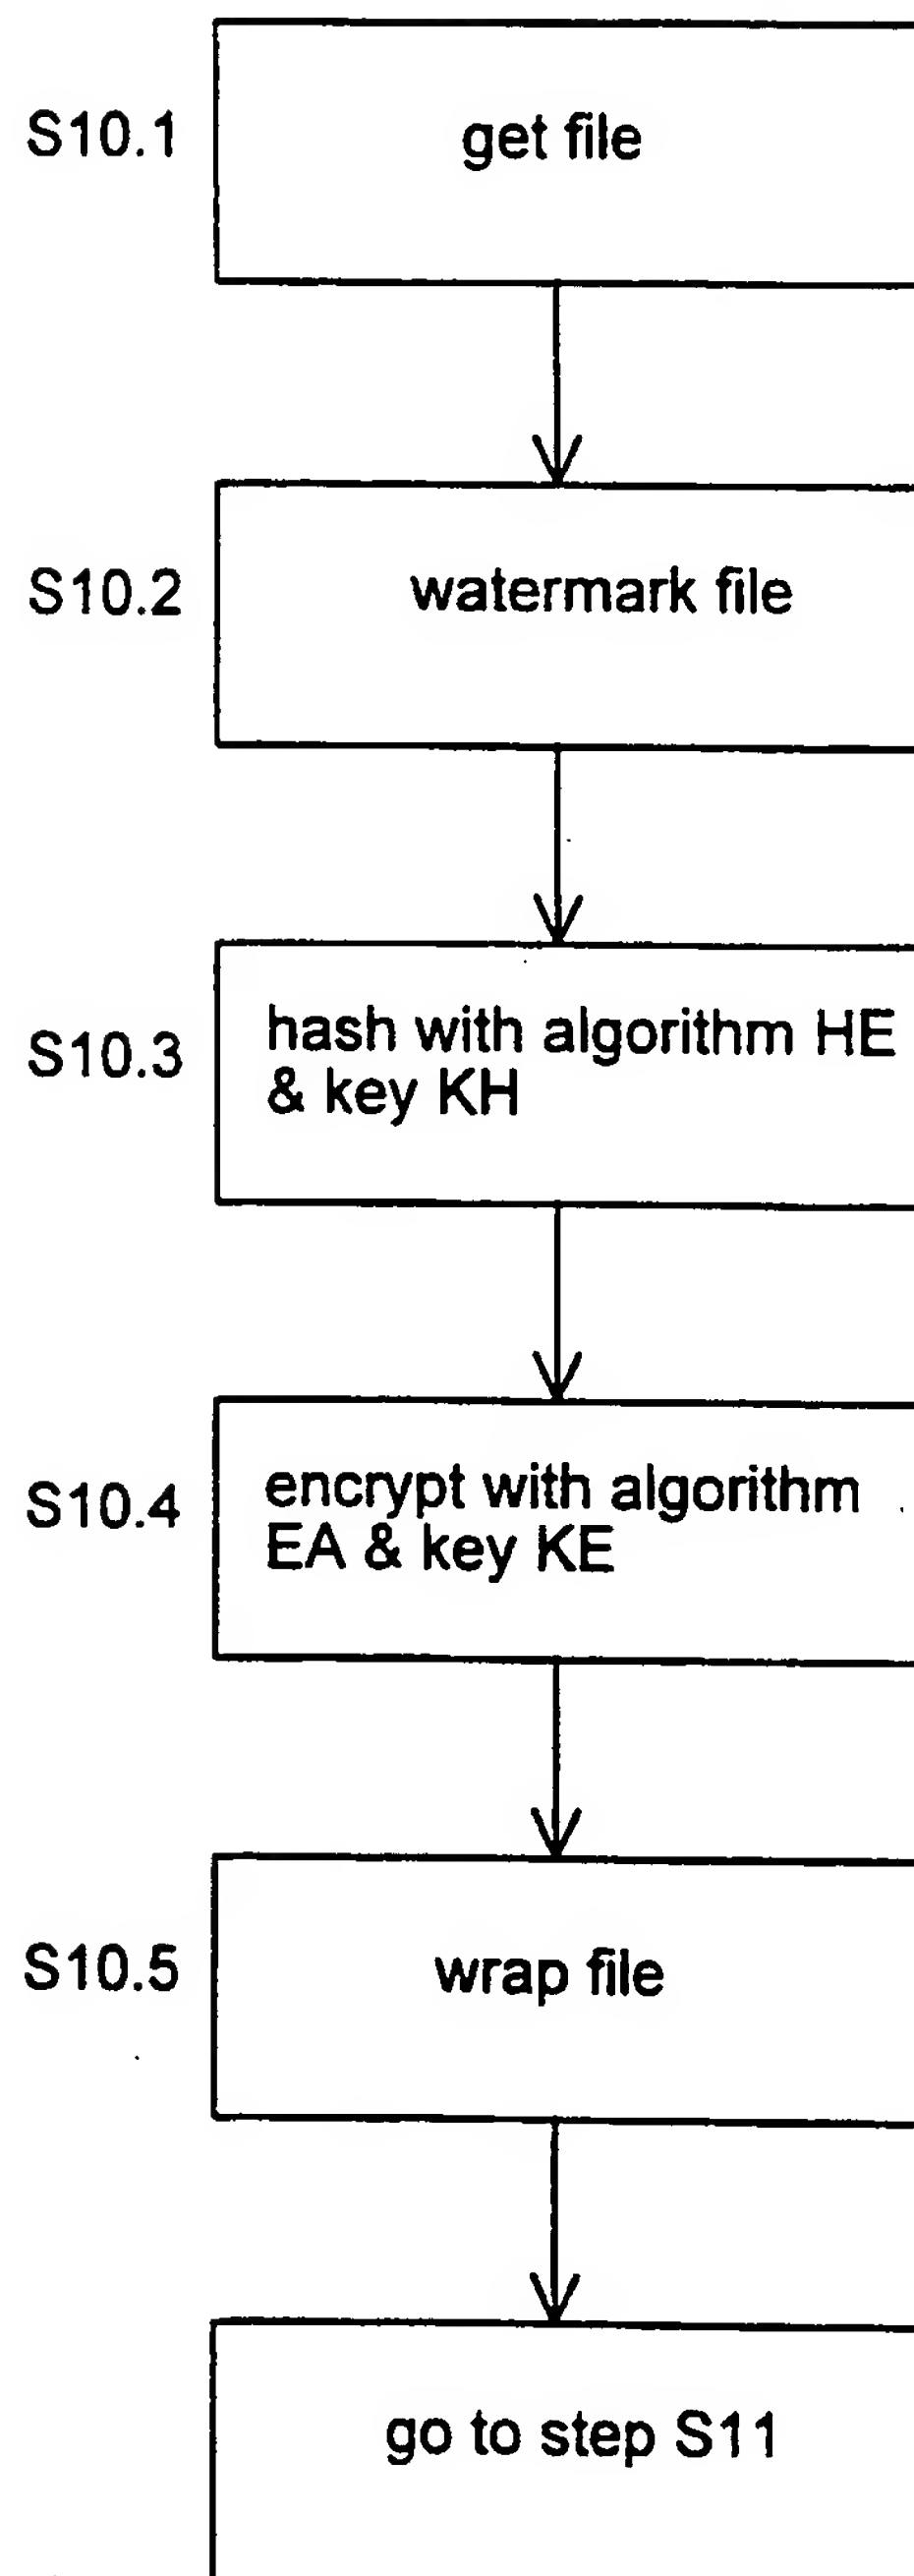 S10.1
get file
S10.2
watermark file
S10.3
hash with algorithm HE
& key KH
S10.4
encrypt with algorithm
EA & key KE
S10.5
wrap file
go to step S11